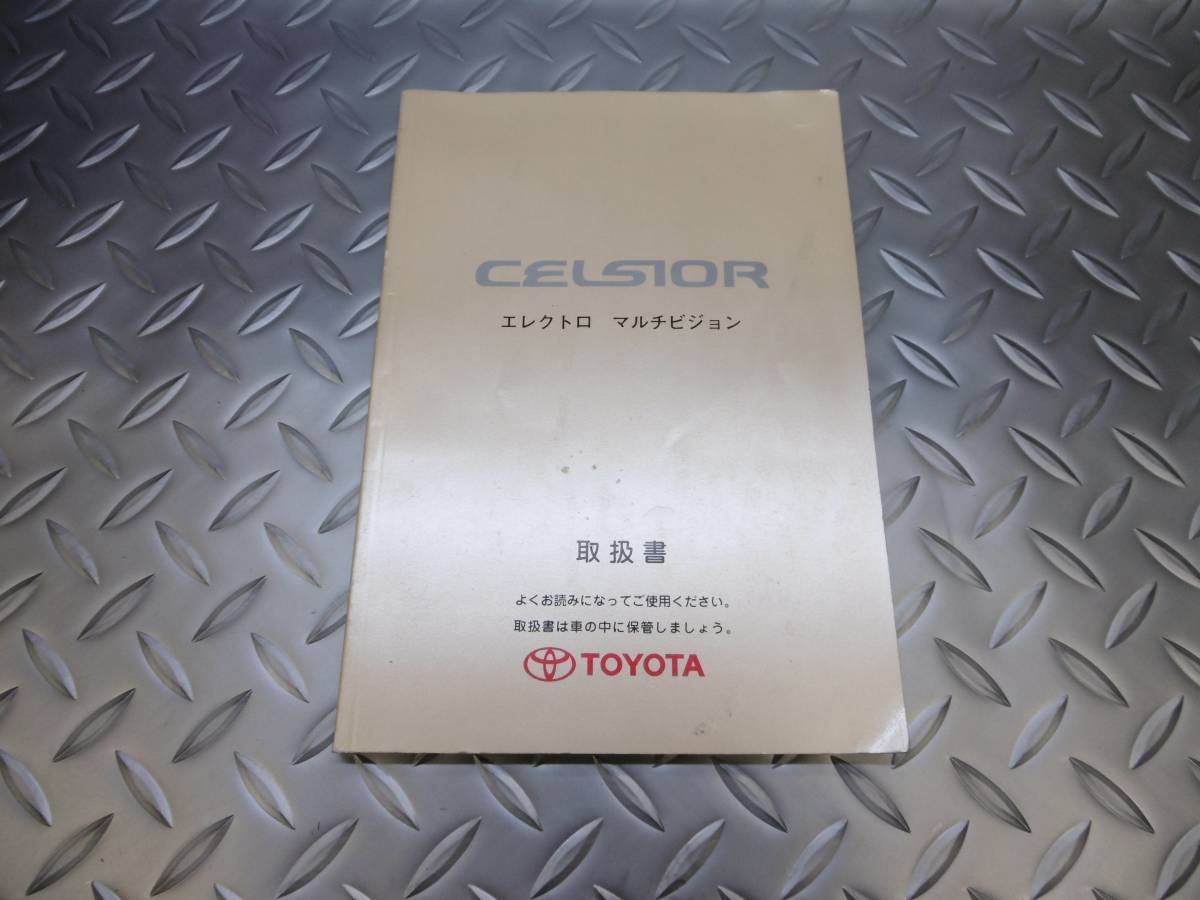 CELSIOR
エレクトロ マルチビジョン
取扱書
よくお読みになってご使用ください。
取扱書は車の中に保管しましょう。
TOYOTA